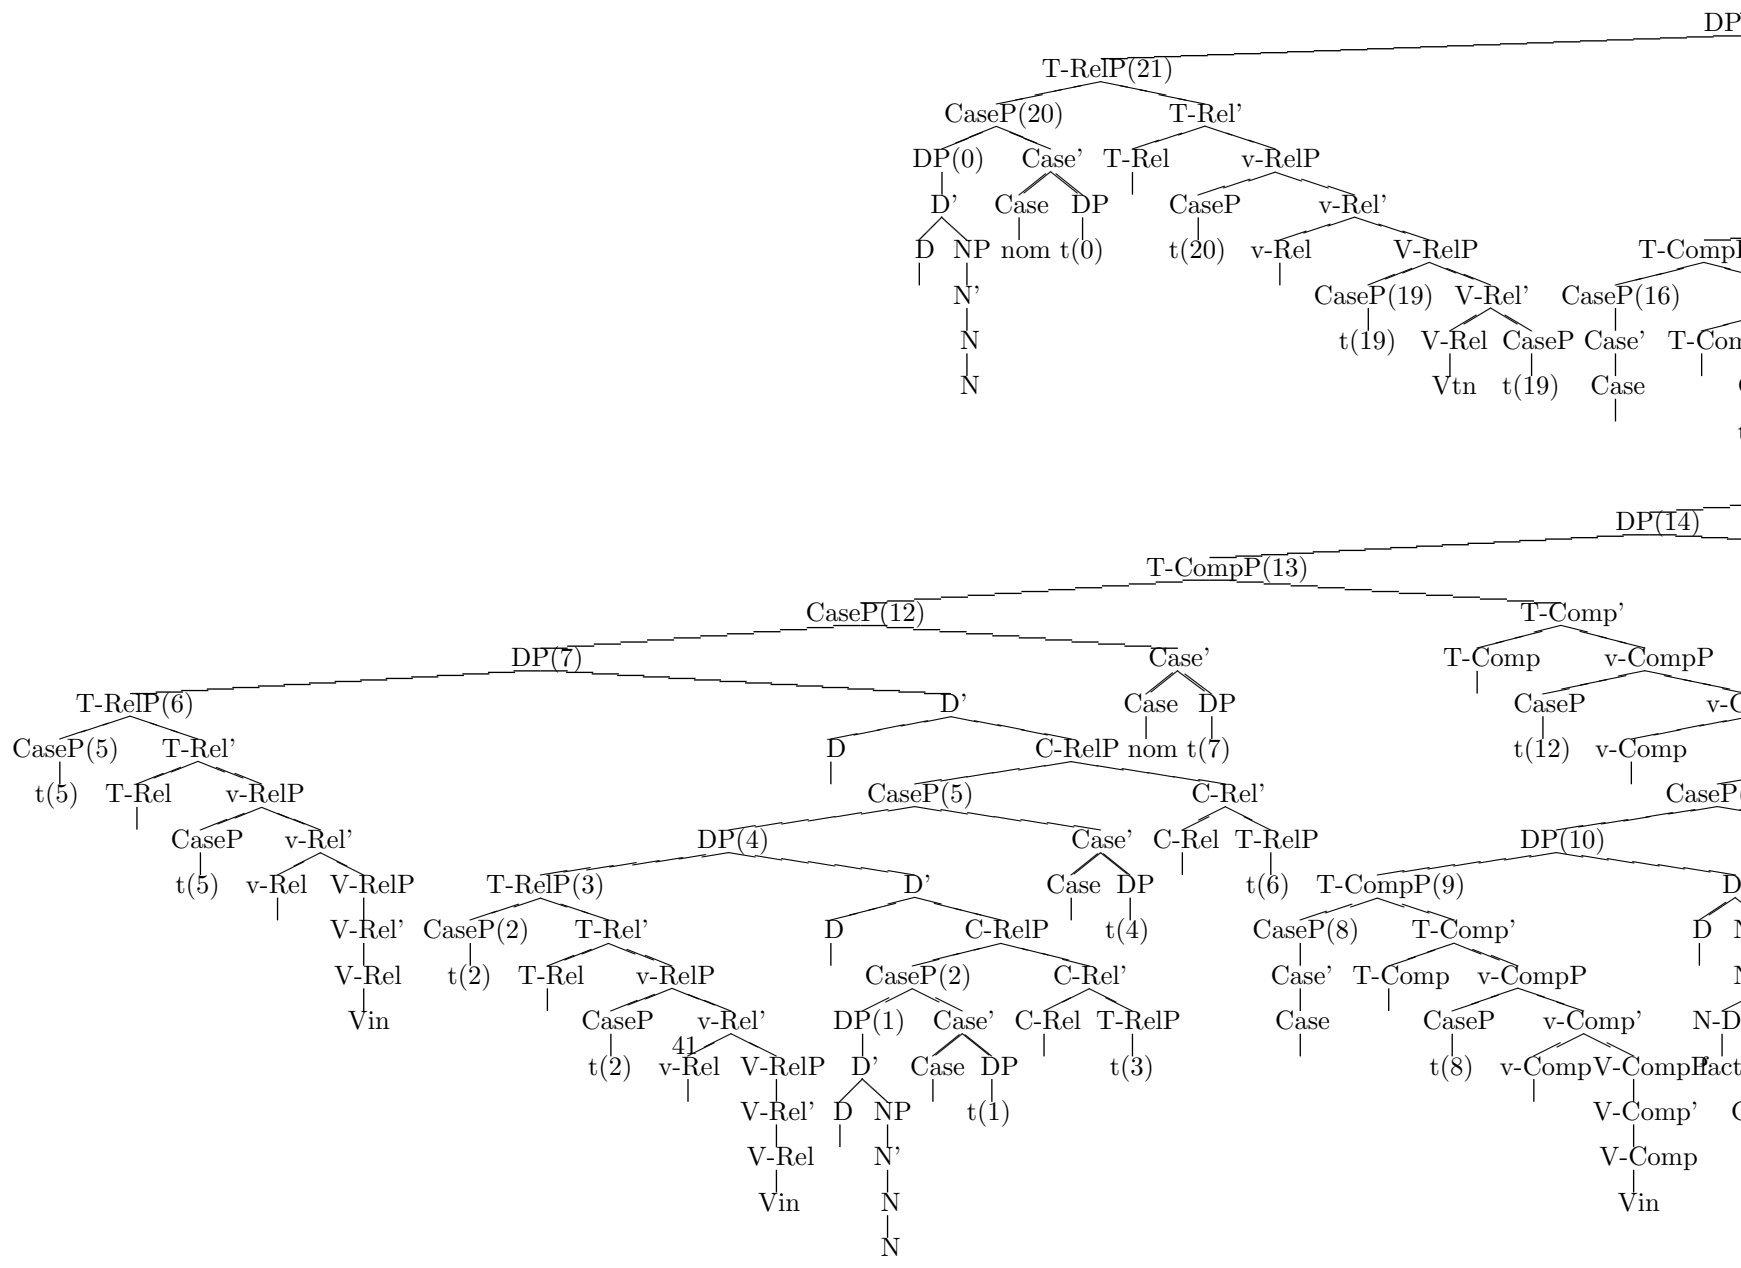 DP
T-RelP(21)
CaseP(20) T-Rel'
DP(0) Case' T-Rel v-RelP
D' Case DP CaseP v-Rel'
D NP nom t(0) t(20) v-Rel V-RelP T-CompP
N' CaseP(19) V-Rel' CaseP(16)
N t(19) V-Rel CaseP Case' T-Com
N Vtn t(19) Case
DP(14)
T-CompP(13)
CaseP(12) T-Comp'
DP(7) Case' T-Comp v-CompP
T-RelP(6) D' Case DP CaseP v-C
CaseP(5) T-Rel' D C-RelP nom t(7) t(12) v-Comp
t(5) T-Rel v-RelP CaseP(5) C-Rel' CaseP(
CaseP v-Rel' DP(4) Case' C-Rel T-RelP DP(10)
t(5) v-Rel V-RelP T-RelP(3) D' Case DP t(6) T-CompP(9) D
V-Rel' CaseP(2) T-Rel' D C-RelP t(4) CaseP(8) T-Comp' D N
V-Rel t(2) T-Rel v-RelP CaseP(2) C-Rel' Case' T-Comp v-CompP N
Vin CaseP v-Rel' DP(1) Case' C-Rel T-RelP Case CaseP v-Comp' N-D
41
t(2) v-Rel V-RelP D' Case DP t(3) t(8) v-Comp V-CompP fact
V-Rel' D NP t(1) V-Comp'
V-Rel N' V-Comp
Vin N Vin
N